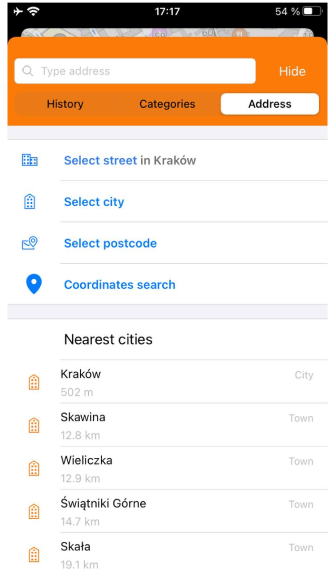 17:17
54 %
Type address
Hide
History
Categories
Address
Select street in Kraków
Select city
Select postcode
Coordinates search
Nearest cities
Kraków
City
502 m
Skawina
Town
12.8 km
Wieliczka
Town
12.9 km
Świątniki Górne
Town
14.7 km
Skała
Town
19.1 km